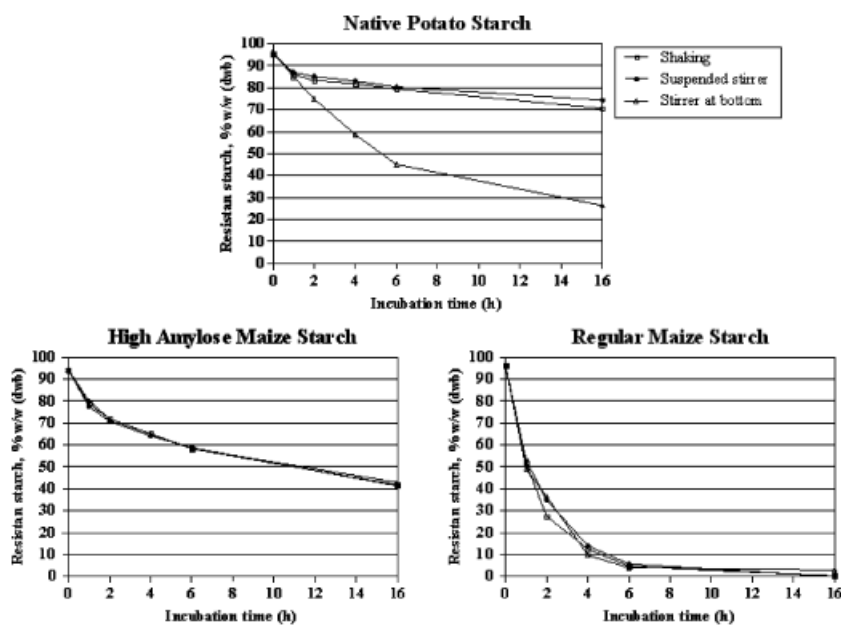 Native Potato Starch
Resistan starch, % w/w (dwb)
100
90
80
70
60
50
40
30
20
10
0
0 2 4 6 8 10 12 14 16
Incubation time (h)
Shaking
Suspended stirrer
Stirrer at bottom
High Amylose Maize Starch
Resistan starch, % w/w (dwb)
100
90
80
70
60
50
40
30
20
10
0
0 2 4 6 8 10 12 14 16
Incubation time (h)
Regular Maize Starch
Resistan starch, % w/w (dwb)
100
90
80
70
60
50
40
30
20
10
0
0 2 4 6 8 10 12 14 16
Incubation time (h)